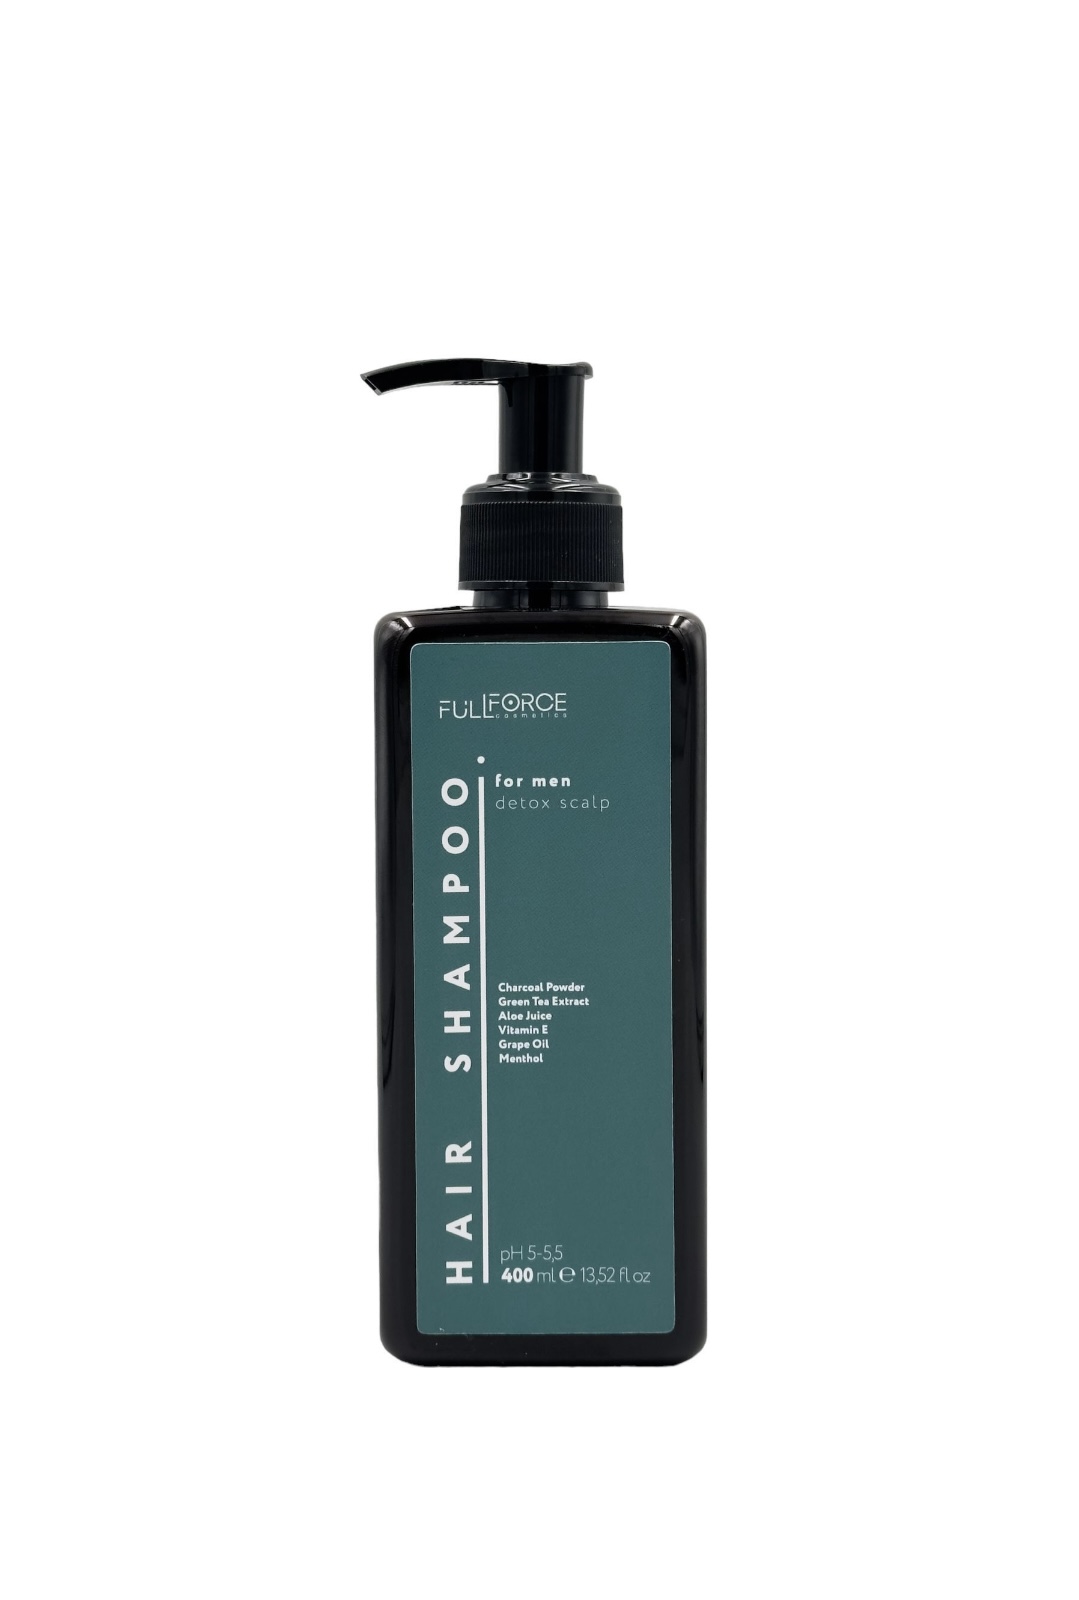 FULLFORCE
cosmetics
HAIR SHAMPOO.
for men
detox scalp
Charcoal Powder
Green Tea Extract
Aloe Juice
Vitamin E
Grape Oil
Menthol
pH 5-5,5
400 ml ℮ 13,52 fl oz